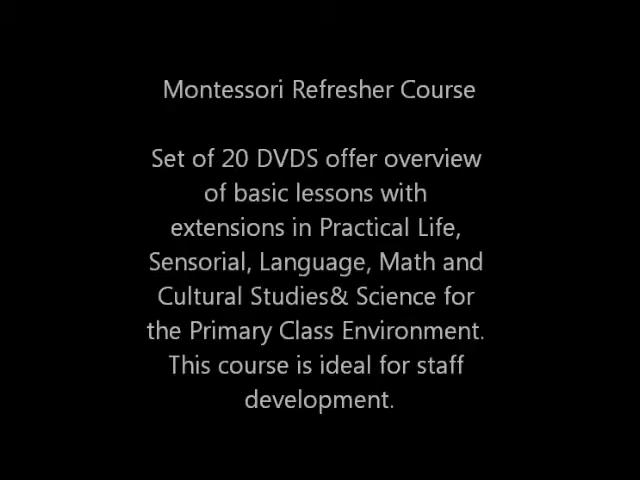 Montessori Refresher Course
Set of 20 DVDS offer overview
of basic lessons with
extensions in Practical Life,
Sensorial, Language, Math and
Cultural Studies& Science for
the Primary Class Environment.
This course is ideal for staff
development.